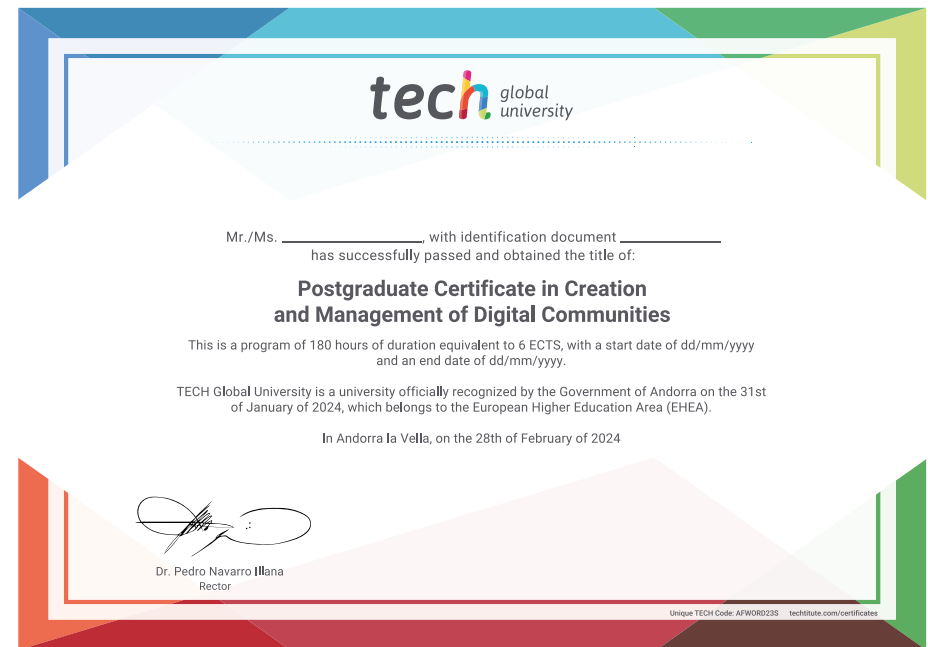 tech global university
Mr./Ms. ____________, with identification document ____________
has successfully passed and obtained the title of:
Postgraduate Certificate in Creation
and Management of Digital Communities
This is a program of 180 hours of duration equivalent to 6 ECTS, with a start date of dd/mm/yyyy
and an end date of dd/mm/yyyy.
TECH Global University is a university officially recognized by the Government of Andorra on the 31st
of January of 2024, which belongs to the European Higher Education Area (EHEA).
In Andorra la Vella, on the 28th of February of 2024
Dr. Pedro Navarro Illana
Rector
Unique TECH Code: AFWORD23S techtitute.com/certificates